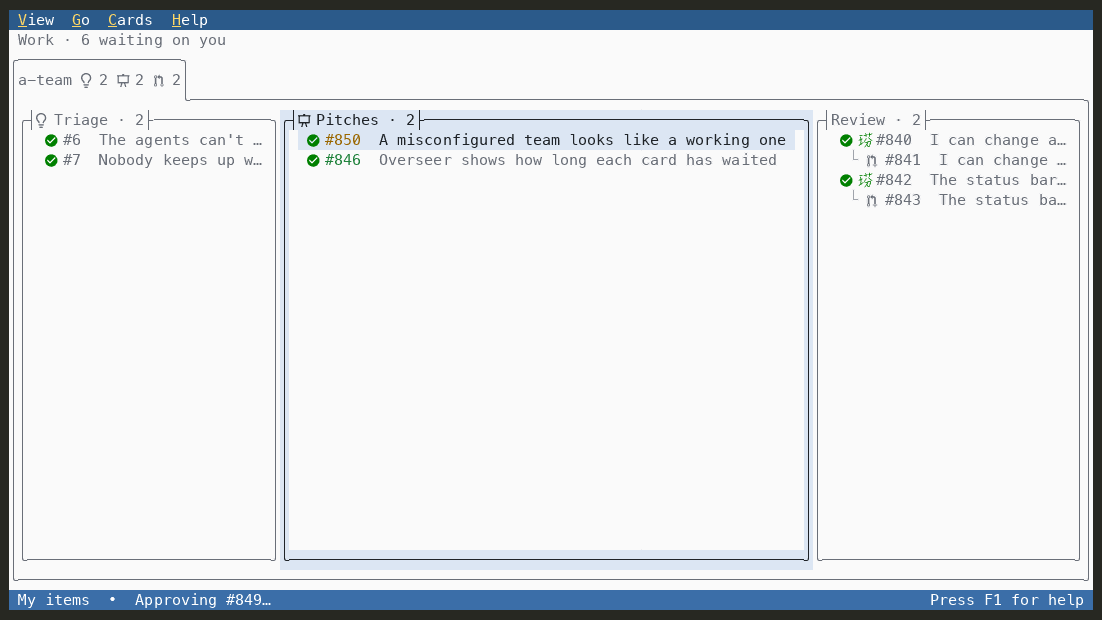 View Go Cards Help
Work · 6 waiting on you
a-team 2 2 2
Triage · 2
#6 The agents can't …
#7 Nobody keeps up w…
Pitches · 2
#850 A misconfigured team looks like a working one
#846 Overseer shows how long each card has waited
Review · 2
#840 I can change a…
#841 I can change …
#842 The status bar…
#843 The status ba…
My items • Approving #849… Press F1 for help